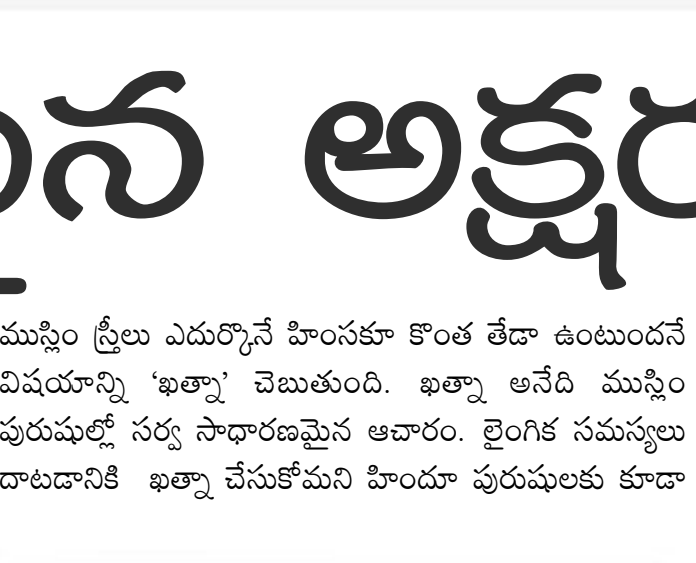 న అక్షర
ముస్లిం స్త్రీలు ఎదుర్కొనే హింసకూ కొంత తేడా ఉంటుందనే
విషయాన్ని ‘ఖత్నా’ చెబుతుంది. ఖత్నా అనేది ముస్లిం
పురుషుల్లో సర్వ సాధారణమైన ఆచారం. లైంగిక సమస్యలు
దాటడానికి ఖత్నా చేసుకోమని హిందూ పురుషులకు కూడా